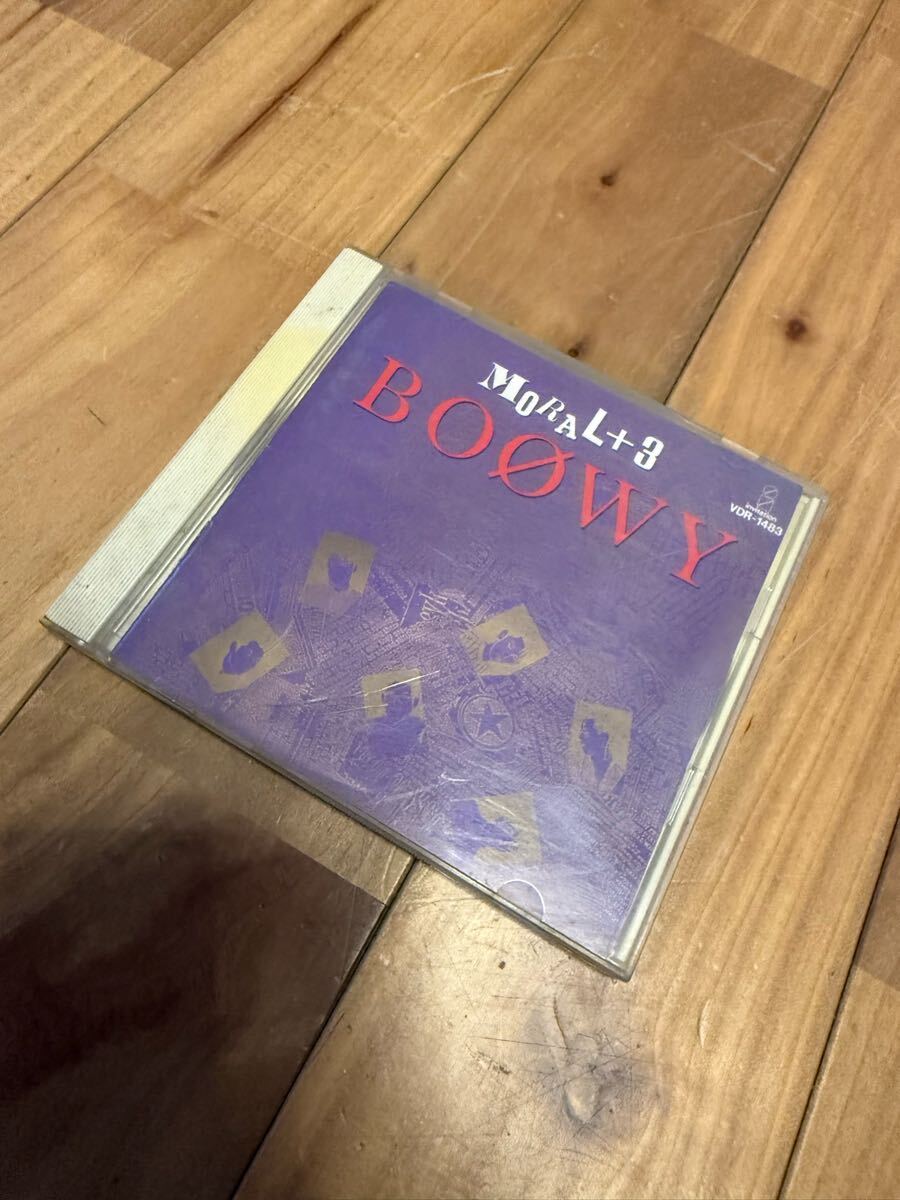 MORAL+3
BOØWY
invitation
VDR-1483